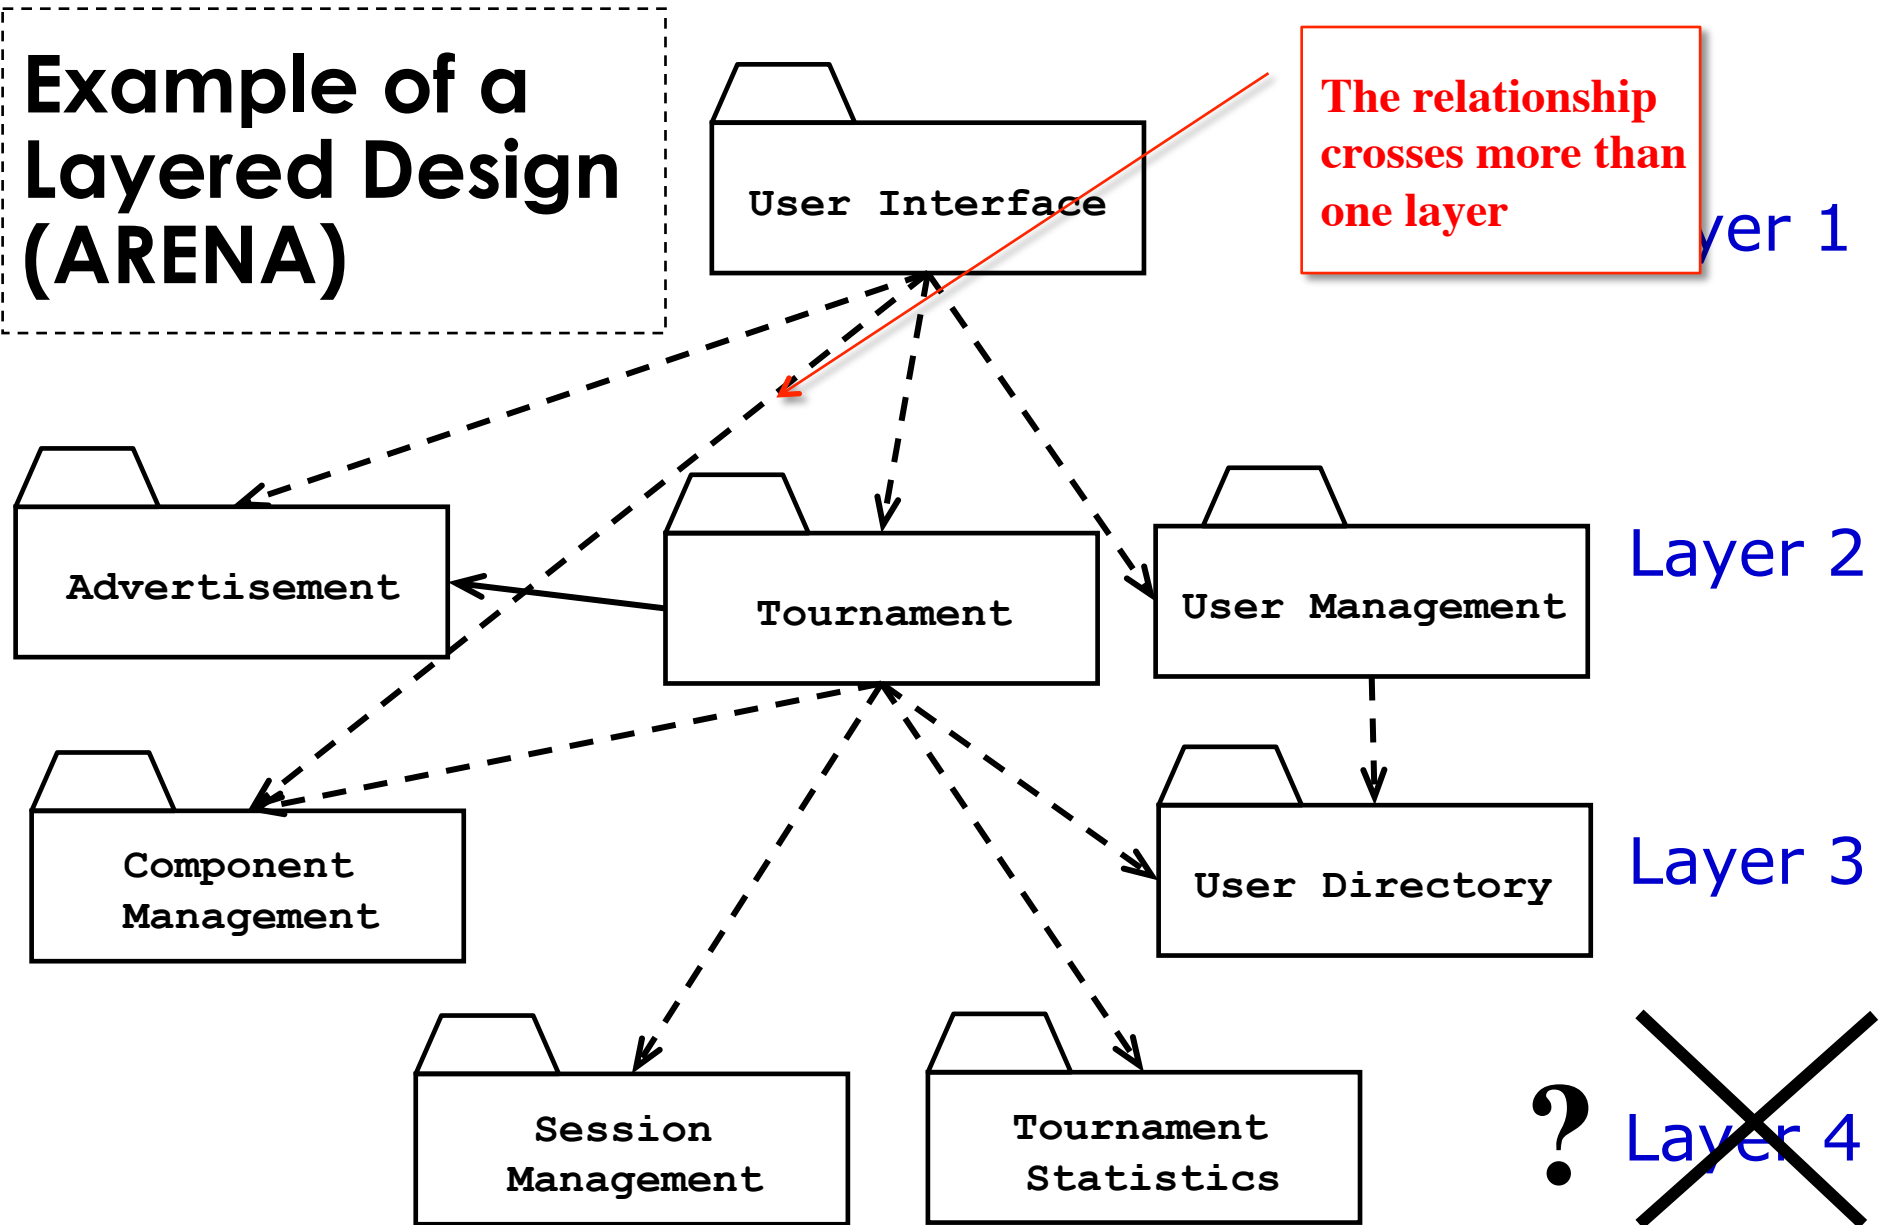 Example of a
Layered Design
(ARENA)
The relationship
crosses more than
one layer
yer 1
User Interface
Layer 2
Advertisement
Tournament
User Management
Layer 3
Component
Management
User Directory
Session
Management
Tournament
Statistics
? Layer 4